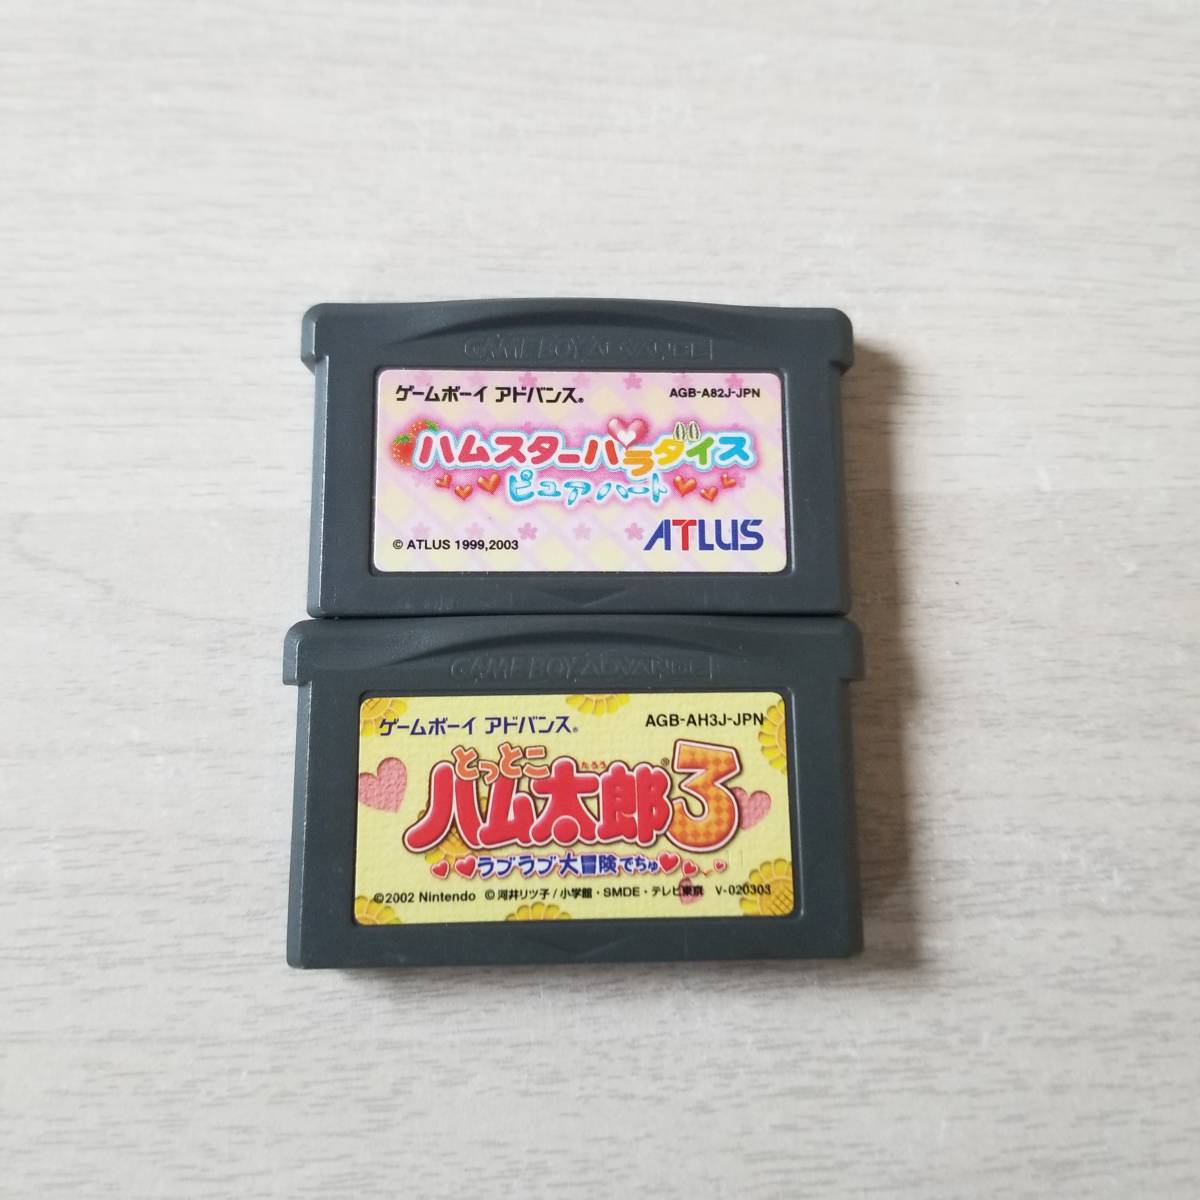 GAME BOY ADVANCE
ゲームボーイ アドバンス®
AGB-A82J-JPN
ハムスターパラダイス
ピュアハート
© ATLUS 1999,2003
ATLUS
GAME BOY ADVANCE
ゲームボーイ アドバンス®
AGB-AH3J-JPN
とっとこ
たろう
ハム太郎3®
ラブラブ大冒険でちゅ
©2002 Nintendo ©河井リツ子/小学館・SMDE・テレビ東京 V-020303